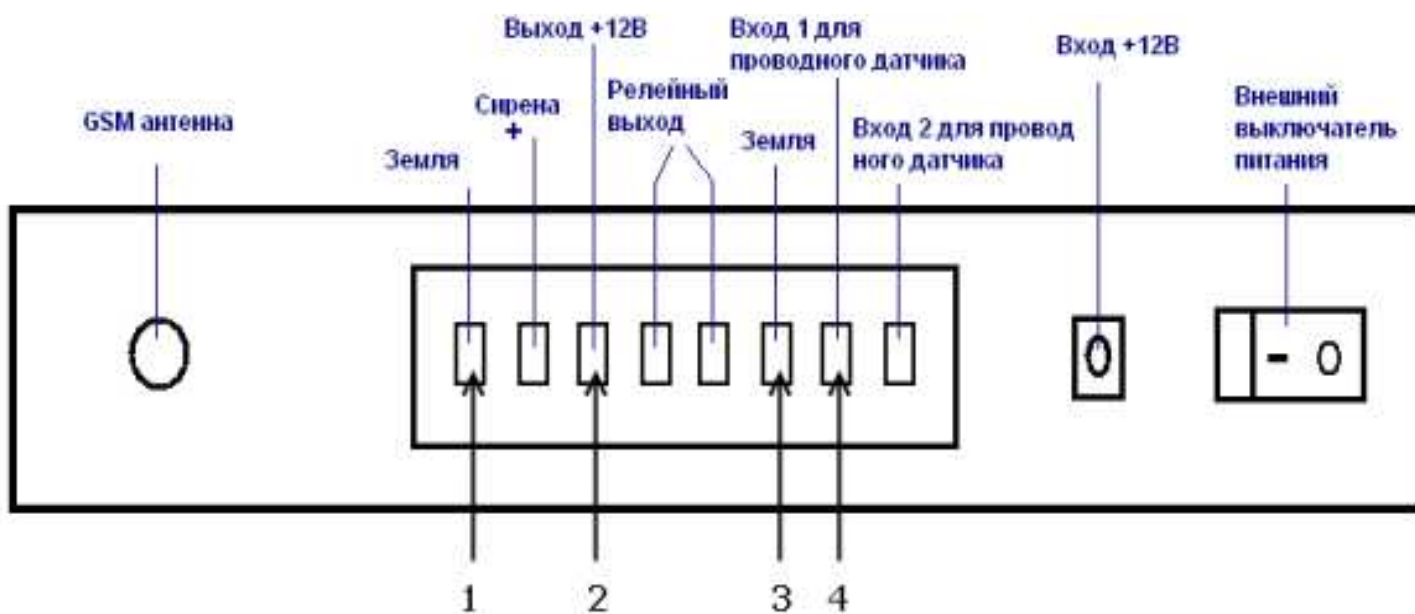 GSM антенна
Земля
Сирена
+
Выход +12В
Релейный
выход
Вход 1 для
проводного датчика
Земля
Вход 2 для провод
ного датчика
Вход +12В
Внешний
выключатель
питания
- 0
1
2
3
4